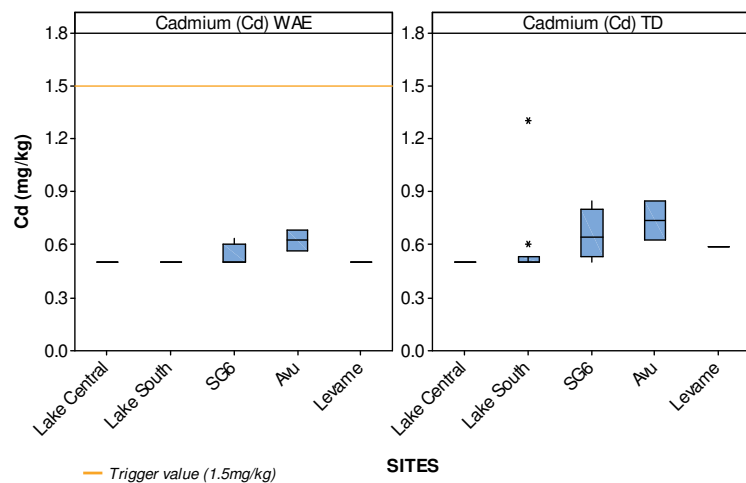 Cadmium (Cd) WAE
Cadmium (Cd) TD
Cd (mg/kg)
1.8
1.5
1.2
0.9
0.6
0.3
0.0
1.8
1.5
1.2
0.9
0.6
0.3
0.0
Lake Central
Lake South
SG6
Avu
Levame
Lake Central
Lake South
SG6
Avu
Levame
SITES
Trigger value (1.5mg/kg)